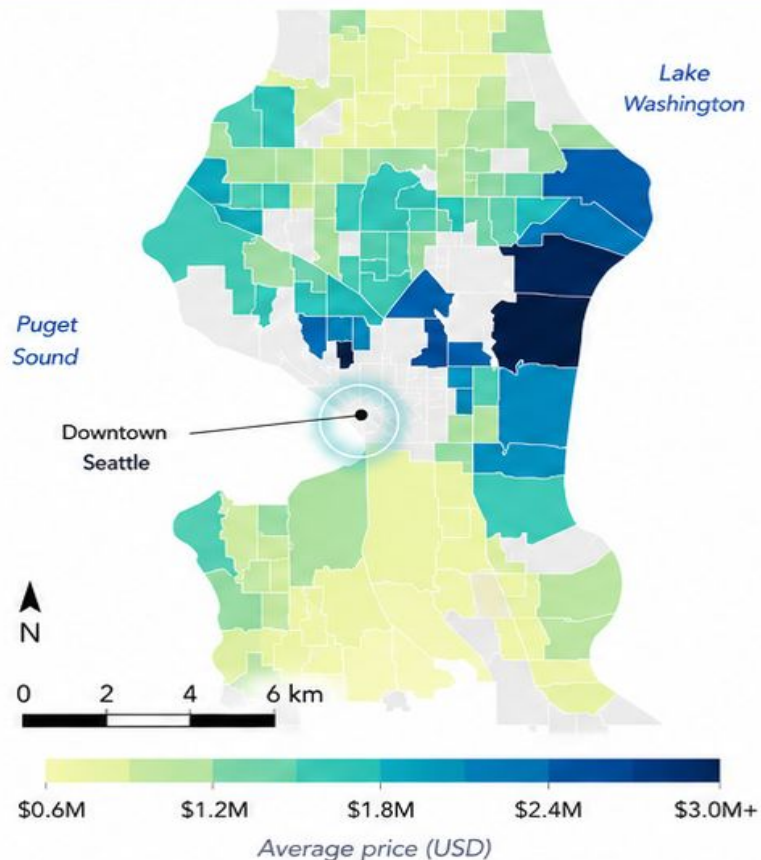 Lake
Washington
Puget
Sound
Downtown
Seattle
N
0 2 4 6 km
$0.6M $1.2M $1.8M $2.4M $3.0M+
Average price (USD)